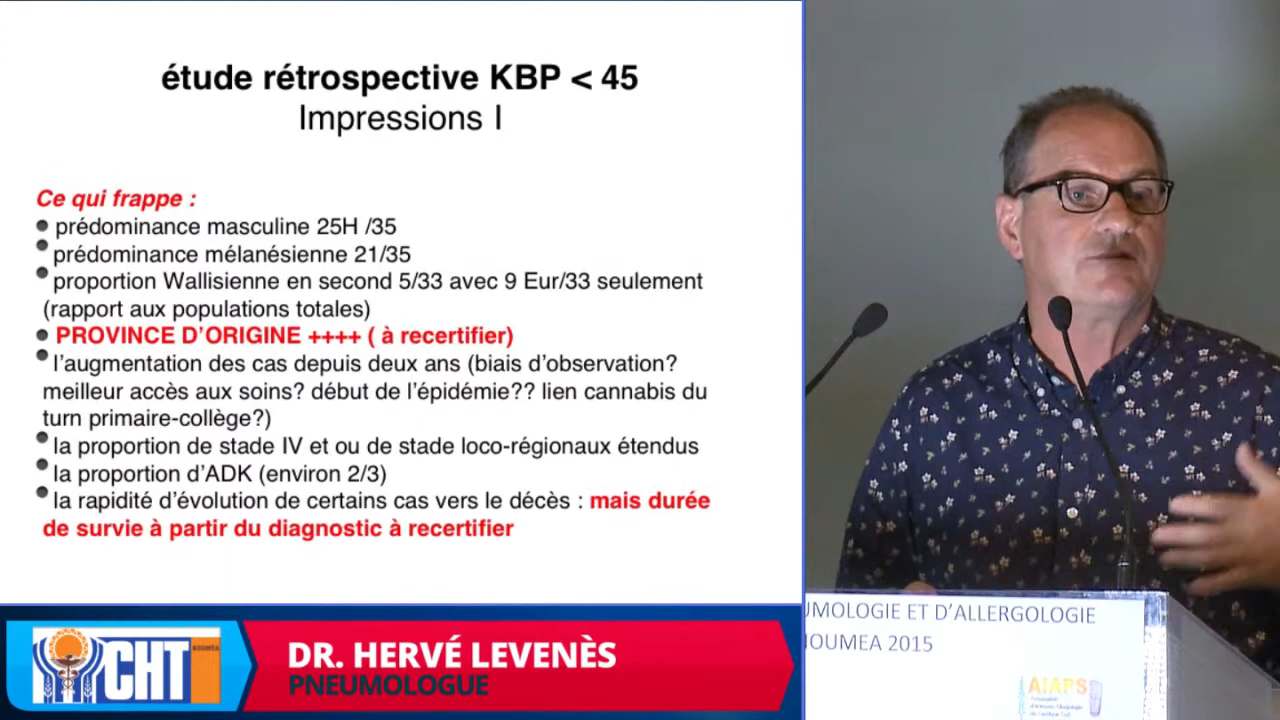 étude rétrospective KBP < 45
Impressions I
Ce qui frappe :
• prédominance masculine 25H /35
• prédominance mélanésienne 21/35
• proportion Wallisienne en second 5/33 avec 9 Eur/33 seulement
(rapport aux populations totales)
• PROVINCE D'ORIGINE ++++ ( à recertifier)
• l'augmentation des cas depuis deux ans (biais d'observation?
meilleur accès aux soins? début de l'épidémie?? lien cannabis du
turn primaire-collège?)
• la proportion de stade IV et ou de stade loco-régionaux étendus
• la proportion d'ADK (environ 2/3)
• la rapidité d'évolution de certains cas vers le décès : mais durée
de survie à partir du diagnostic à recertifier
CHT
NOUMÉA
DR. HERVÉ LEVENÈS
PNEUMOLOGUE
UMOLOGIE ET D'ALLERGOLOGIE
NOUMEA 2015
AIAPS